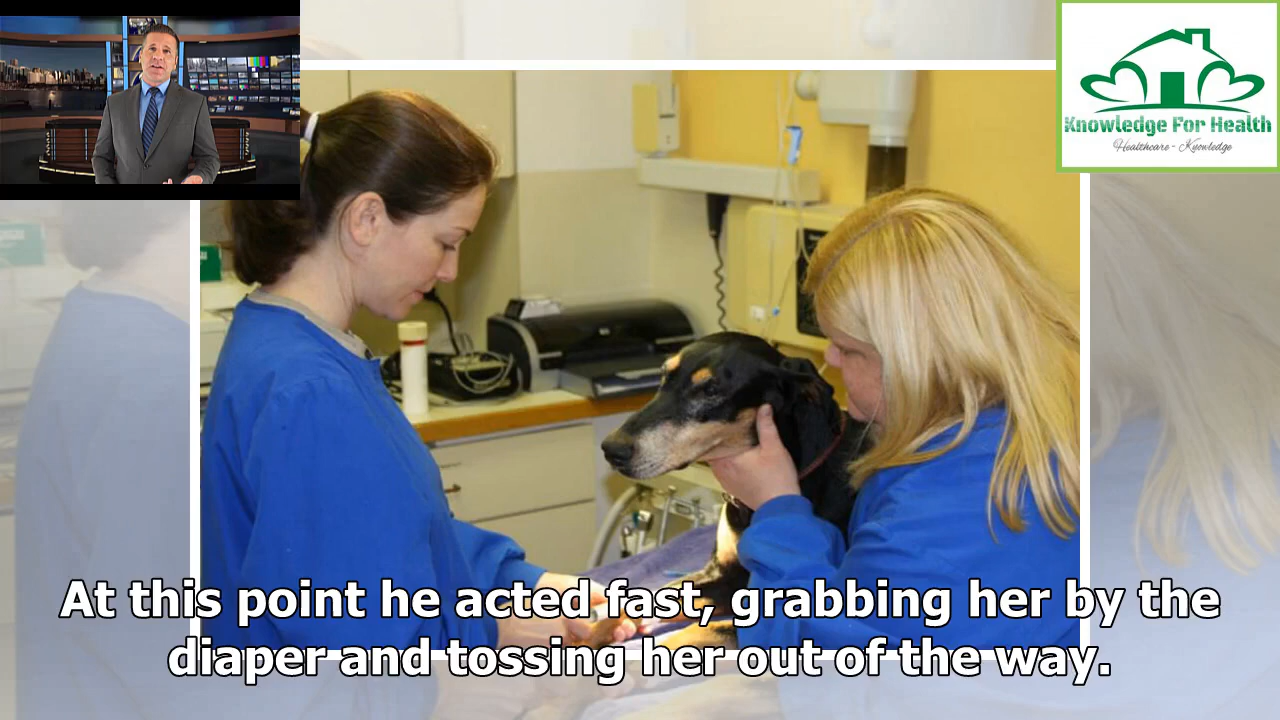 Knowledge For Health
Healthcare - Knowledge
At this point he acted fast, grabbing her by the
diaper and tossing her out of the way.